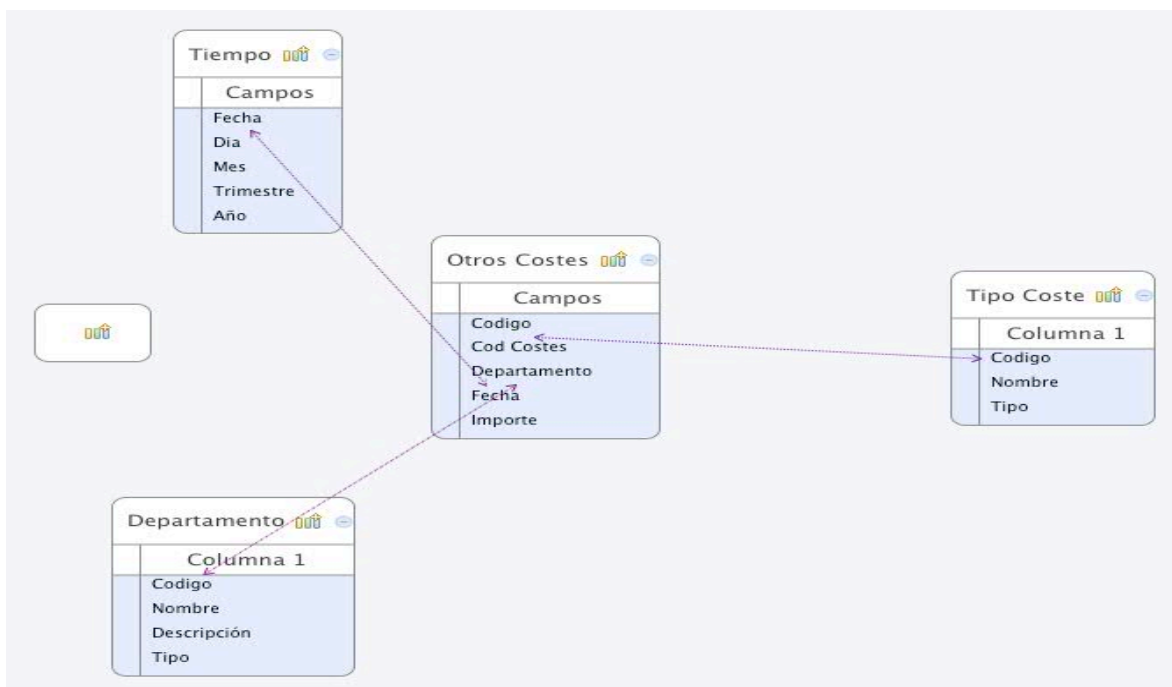 Tiempo
Campos
Fecha
Dia
Mes
Trimestre
Año
Otros Costes
Campos
Codigo
Cod Costes
Departamento
Fecha
Importe
Tipo Coste
Columna 1
Codigo
Nombre
Tipo
Departamento
Columna 1
Codigo
Nombre
Descripción
Tipo